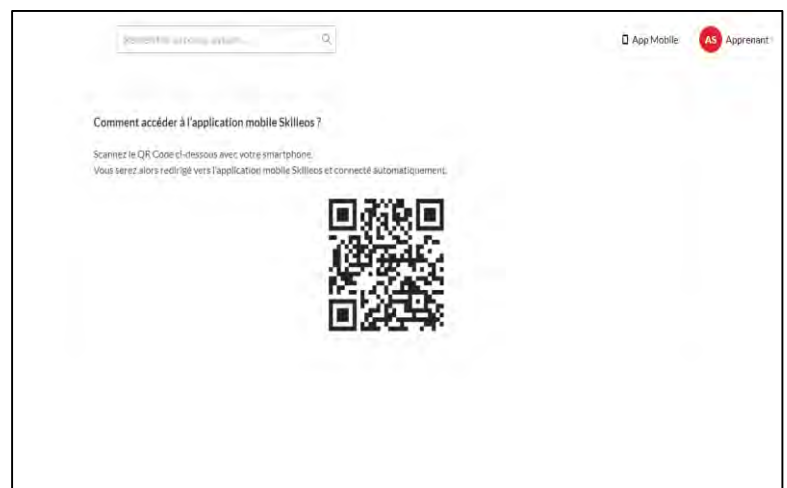 App Mobile
AS Apprenant
Comment accéder à l'application mobile Skilleos ?
Scannez le QR Code ci-dessous avec votre smartphone.
Vous serez alors redirigé vers l'application mobile Skilleos et connecté automatiquement.